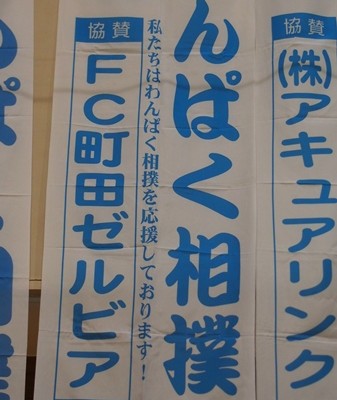 協賛
(株)アキュアリンク
んぱく相撲
私たちはわんぱく相撲を応援しております!
協賛
FC町田ゼルビア